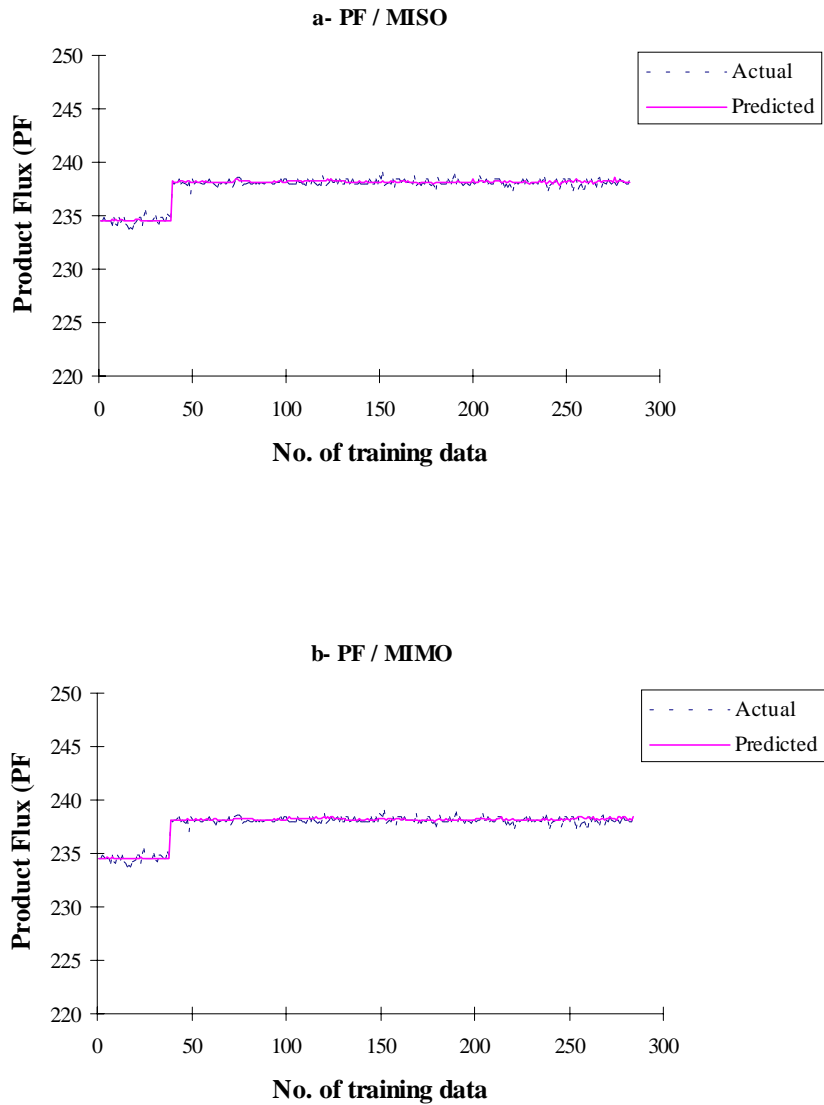 a- PF / MISO
250
245
240
235
230
225
220
0 50 100 150 200 250 300
Product Flux (PF
No. of training data
Actual
Predicted
b- PF / MIMO
250
245
240
235
230
225
220
0 50 100 150 200 250 300
Product Flux (PF
No. of training data
Actual
Predicted